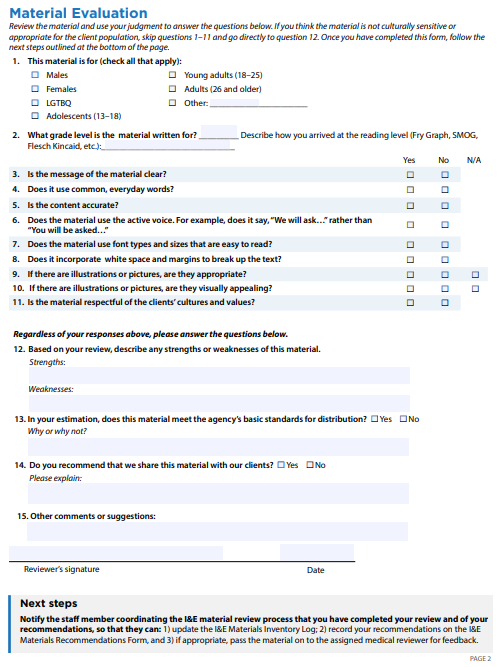 Material Evaluation
Review the material and use your judgment to answer the questions below. If you think the material is not culturally sensitive or
appropriate for the client population, skip questions 1–11 and go directly to question 12. Once you have completed this form, follow the
next steps outlined at the bottom of the page.
1. This material is for (check all that apply):
☐ Males ☐ Young adults (18–25)
☐ Females ☐ Adults (26 and older)
☐ LGTBQ ☐ Other: ____________________
☐ Adolescents (13–18)
2. What grade level is the material written for? ________ Describe how you arrived at the reading level (Fry Graph, SMOG,
Flesch Kincaid, etc.): __________________________
Yes No N/A
3. Is the message of the material clear? ☐ ☐
4. Does it use common, everyday words? ☐ ☐
5. Is the content accurate? ☐ ☐
6. Does the material use the active voice. For example, does it say, “We will ask…” rather than
“You will be asked…” ☐ ☐
7. Does the material use font types and sizes that are easy to read? ☐ ☐
8. Does it incorporate white space and margins to break up the text? ☐ ☐
9. If there are illustrations or pictures, are they appropriate? ☐ ☐ ☐
10. If there are illustrations or pictures, are they visually appealing? ☐ ☐ ☐
11. Is the material respectful of the clients’ cultures and values? ☐ ☐
Regardless of your responses above, please answer the questions below.
12. Based on your review, describe any strengths or weaknesses of this material.
Strengths:
Weaknesses:
13. In your estimation, does this material meet the agency’s basic standards for distribution? ☐ Yes ☐ No
Why or why not?
14. Do you recommend that we share this material with our clients? ☐ Yes ☐ No
Please explain:
15. Other comments or suggestions:
Reviewer’s signature Date
Next steps
Notify the staff member coordinating the I&E material review process that you have completed your review and of your
recommendations, so that they can: 1) update the I&E Materials Inventory Log; 2) record your recommendations on the I&E
Materials Recommendations Form, and 3) if appropriate, pass the material on to the assigned medical reviewer for feedback.
PAGE 2